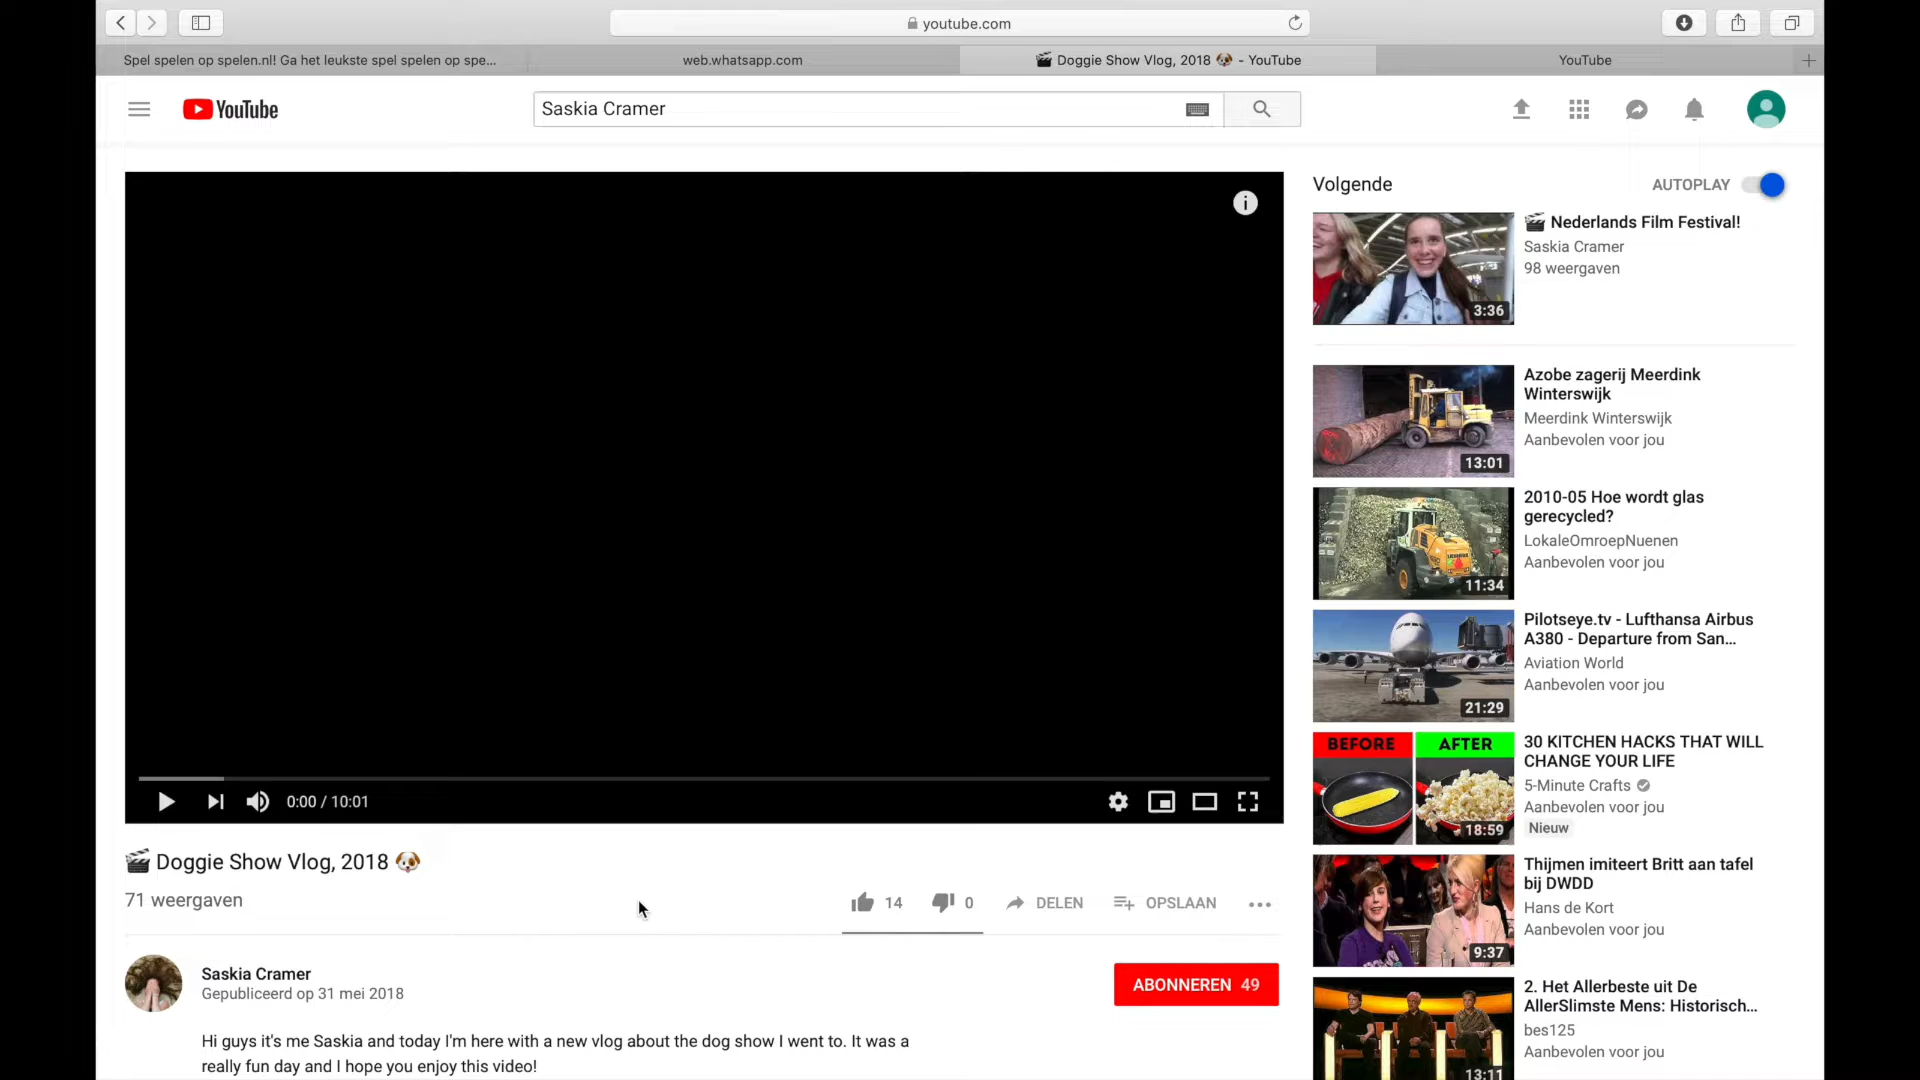 youtube.com
Spel spelen op spelen.nl! Ga het leukste spel spelen op spe...
web.whatsapp.com
🎬 Doggie Show Vlog, 2018 🐶 - YouTube
YouTube
YouTube
Saskia Cramer
Volgende
AUTOPLAY
🎬 Nederlands Film Festival!
Saskia Cramer
98 weergaven
3:36
Azobe zagerij Meerdink
Winterswijk
Meerdink Winterswijk
Aanbevolen voor jou
13:01
2010-05 Hoe wordt glas
gerecycled?
LokaleOmroepNuenen
Aanbevolen voor jou
11:34
Pilotseye.tv - Lufthansa Airbus
A380 - Departure from San...
Aviation World
Aanbevolen voor jou
21:29
BEFORE AFTER
30 KITCHEN HACKS THAT WILL
CHANGE YOUR LIFE
5-Minute Crafts
Aanbevolen voor jou
Nieuw
18:59
Thijmen imiteert Britt aan tafel
bij DWDD
Hans de Kort
Aanbevolen voor jou
9:37
2. Het Allerbeste uit De
AllerSlimste Mens: Historisch...
bes125
Aanbevolen voor jou
13:11
0:00 / 10:01
🎬 Doggie Show Vlog, 2018 🐶
71 weergaven
14
0
DELEN
OPSLAAN
Saskia Cramer
Gepubliceerd op 31 mei 2018
ABONNEREN 49
Hi guys it's me Saskia and today I'm here with a new vlog about the dog show I went to. It was a
really fun day and I hope you enjoy this video!